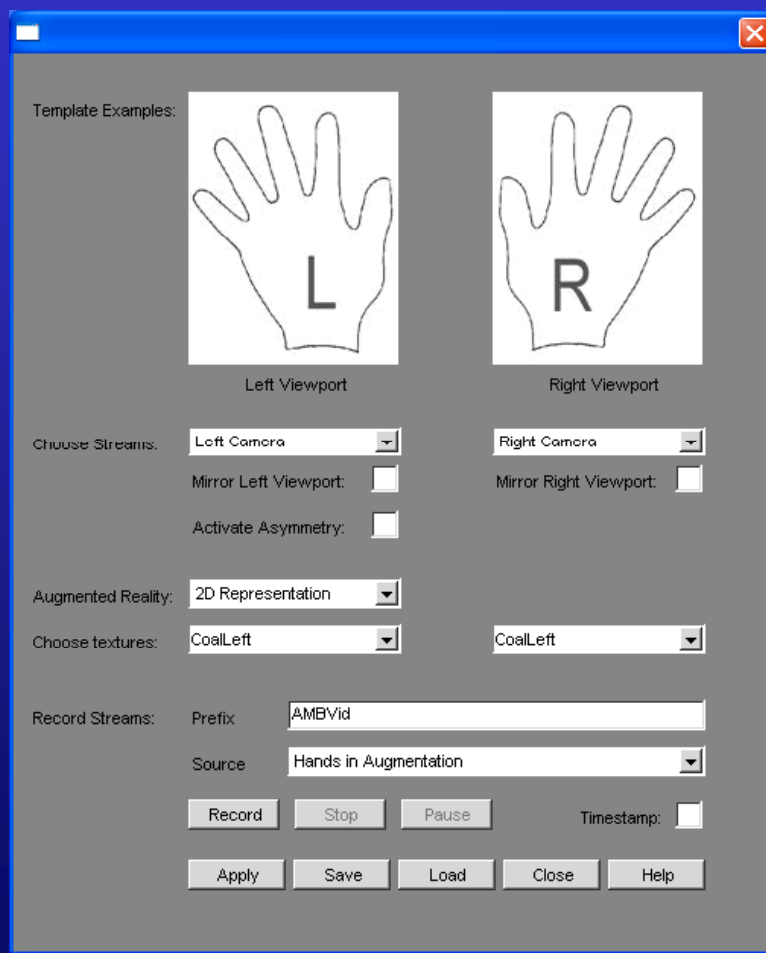 Template Examples:
L
R
Left Viewport
Right Viewport
Choose Streams:
Left Camera
Right Camera
Mirror Left Viewport:
Mirror Right Viewport:
Activate Asymmetry:
Augmented Reality:
2D Representation
Choose textures:
CoalLeft
CoalLeft
Record Streams:
Prefix
AMBVid
Source
Hands in Augmentation
Record
Stop
Pause
Timestamp:
Apply
Save
Load
Close
Help